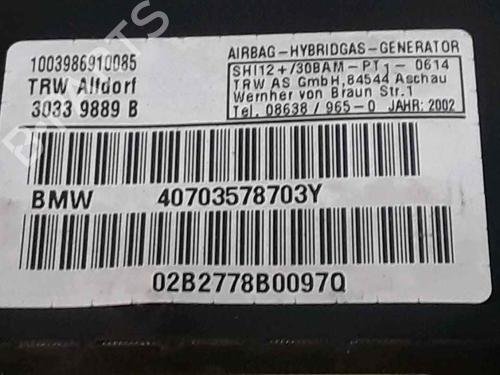 1003986910085
TRW Alfdorf
3033 9889 B
AIRBAG-HYBRIDGAS-GENERATOR
SHI12+/30BAM-PT1-0614
TRW AS GmbH,84544 Aschau
Wernher von Braun Str.1
Tel. 08638/ 965-0 JAHR: 2002
BMW 40703578703Y
02B2778B0097Q